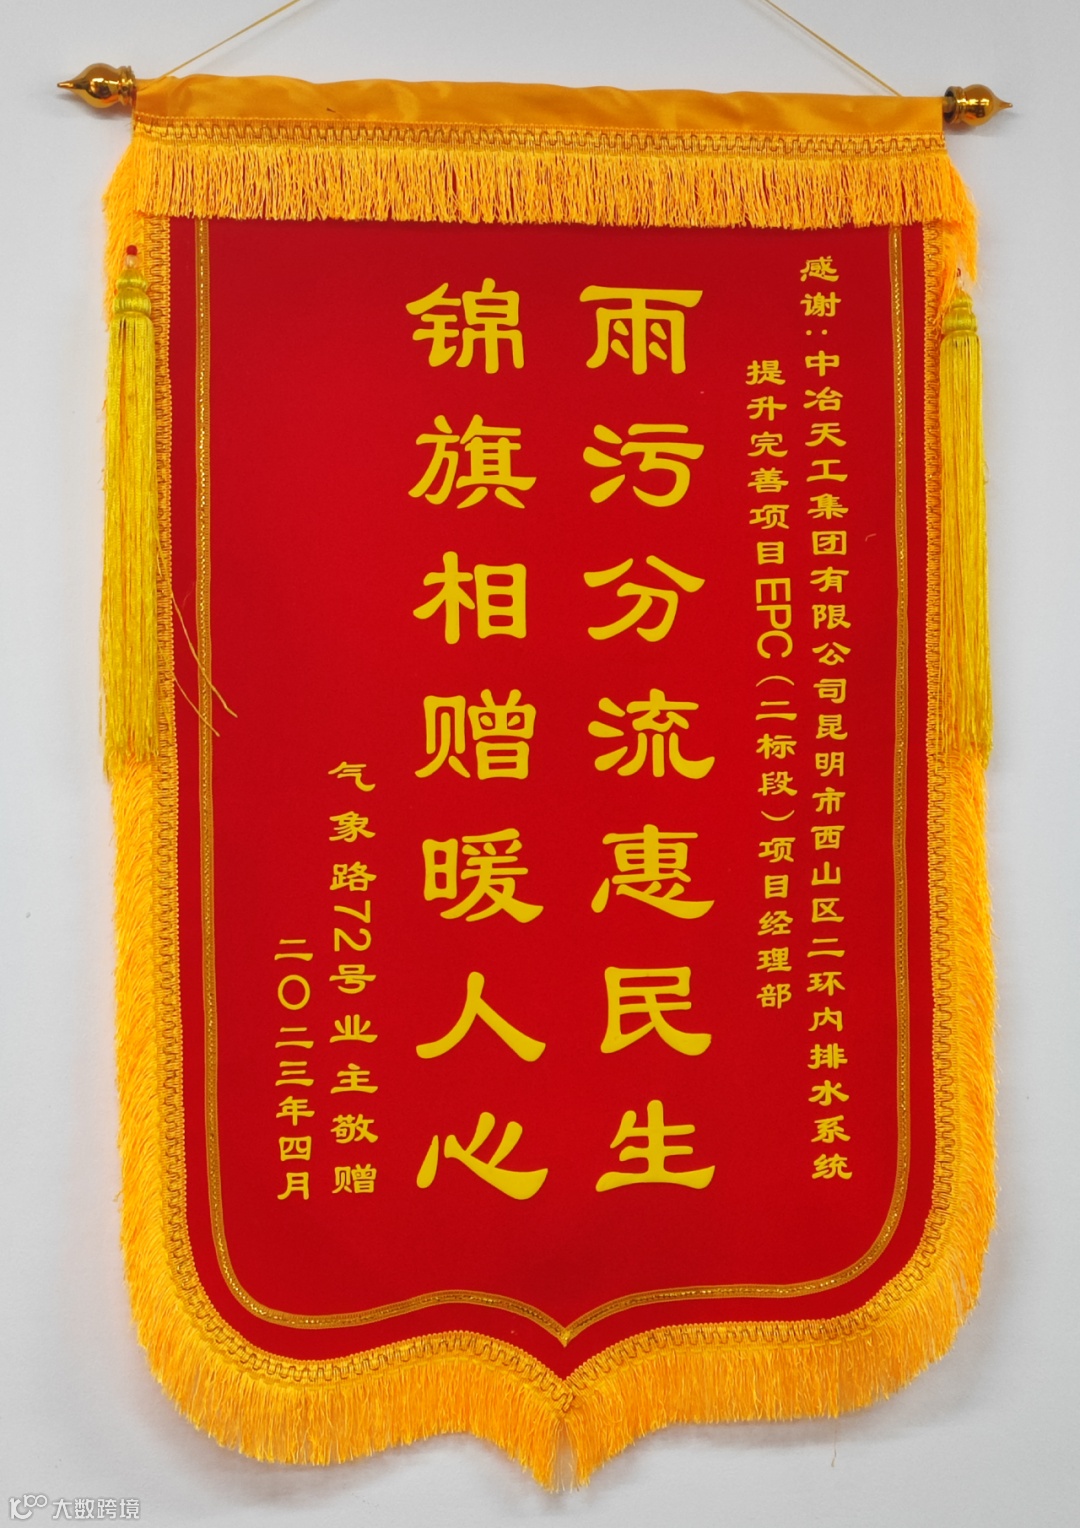 感谢：中冶天工集团有限公司昆明市西山区二环内排水系统
提升完善项目EPC（二标段）项目经理部
雨污分流惠民生
锦旗相赠暖人心
气象路72号业主敬赠
二〇二三年四月
大数跨境